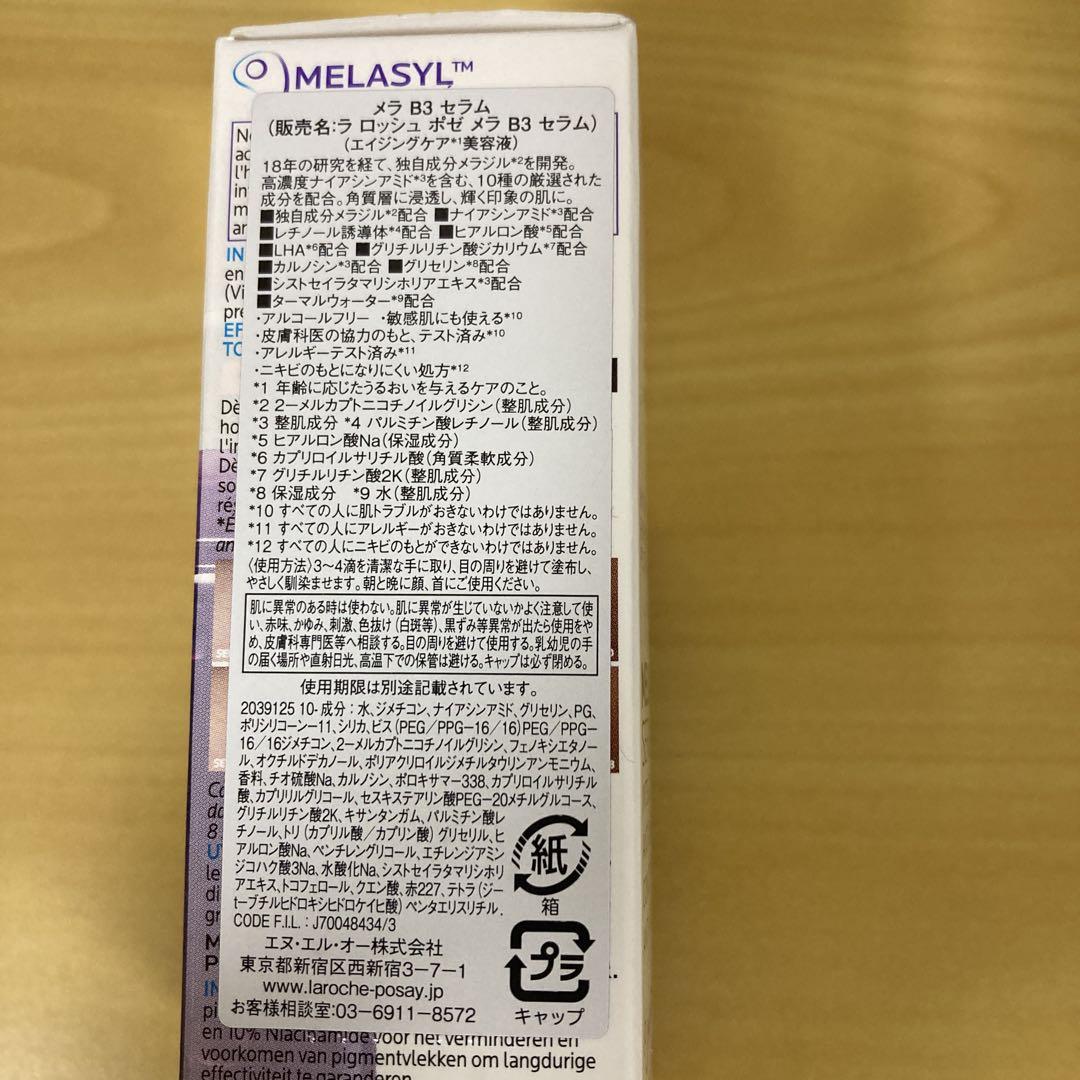 MELASYL™
メラ B3 セラム
(販売名:ラ ロッシュ ポゼ メラ B3 セラム)
(エイジングケア*1美容液)
18年の研究を経て、独自成分メラジル*2を開発。
高濃度ナイアシンアミド*3を含む、10種の厳選された
成分を配合。角質層に浸透し、輝く印象の肌に。
■独自成分メラジル*2配合 ■ナイアシンアミド*3配合
■レチノール誘導体*4配合 ■ヒアルロン酸*5配合
■LHA*6配合 ■グリチルリチン酸ジカリウム*7配合
■カルノシン*3配合 ■グリセリン*8配合
■シストセイラタマリシホリアエキス*3配合
■ターマルウォーター*9配合
・アルコールフリー ・敏感肌にも使える*10
・皮膚科医の協力のもと、テスト済み*10
・アレルギーテスト済み*11
・ニキビのもとになりにくい処方*12
*1 年齢に応じたうるおいを与えるケアのこと。
*2 2ーメルカプトニコチノイルグリシン(整肌成分)
*3 整肌成分 *4 パルミチン酸レチノール(整肌成分)
*5 ヒアルロン酸Na(保湿成分)
*6 カプリロイルサリチル酸(角質柔軟成分)
*7 グリチルリチン酸2K(整肌成分)
*8 保湿成分 *9 水(整肌成分)
*10 すべての人に肌トラブルがおきないわけではありません。
*11 すべての人にアレルギーがおきないわけではありません。
*12 すべての人にニキビのもとができないわけではありません。
〈使用方法〉3〜4滴を清潔な手に取り、目の周りを避けて塗布し、
やさしく馴染ませます。朝と晩に顔、首にご使用ください。
肌に異常のある時は使わない。肌に異常が生じていないかよく注意して使
い、赤味、かゆみ、刺激、色抜け(白斑等)、黒ずみ等異常が出たら使用をや
め、皮膚科専門医等へ相談する。目の周りを避けて使用する。乳幼児の手
の届く場所や直射日光、高温下での保管は避ける。キャップは必ず閉める。
使用期限は別途記載されています。
2039125 10- 成分:水、ジメチコン、ナイアシンアミド、グリセリン、PG、
ポリシリコーンー11、シリカ、ビス(PEG/PPG−16/16)PEG/PPG−
16/16ジメチコン、2ーメルカプトニコチノイルグリシン、フェノキシエタノー
ル、オクチルドデカノール、ポリアクリロイルジメチルタウリンアンモニウム、
香料、チオ硫酸Na、カルノシン、ポロキサマー338、カプリロイルサリチル
酸、カプリリルグリコール、セスキステアリン酸PEG−20メチルグルコース、
グリチルリチン酸2K、キサンタンガム、パルミチン酸レ
チノール、トリ(カプリル酸/カプリン酸)グリセリル、ヒ
アルロン酸Na、ペンチレングリコール、エチレンジアミン
ジコハク酸3Na、水酸化Na、シストセイラタマリシホリ
アエキス、トコフェロール、クエン酸、赤227、テトラ(ジー
tーブチルヒドロキシヒドロケイヒ酸)ペンタエリスリチル.
CODE F.I.L. : J70048434/3
紙
箱
エヌ・エル・オー株式会社
東京都新宿区西新宿3−7−1
www.laroche-posay.jp
お客様相談室:03−6911−8572
プラ
キャップ
en 10% Niacinamide voor het verminderen en
voorkomen van pigmentvlekken om langdurige
effectiviteit te garanderen